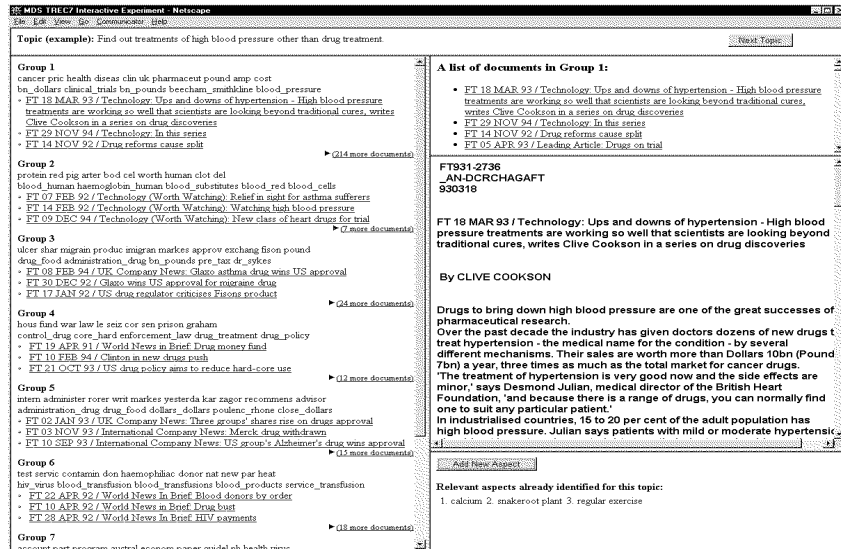 MDS TREC7 Interactive Experiment - Netscape
File Edit View Go Communicator Help
Topic (example): Find out treatments of high blood pressure other than drug treatment.
Next Topic
Group 1
cancer pric health diseas clin uk pharmaceut pound amp cost
bn_dollars clinical_trials bn_pounds beecham_smithkline blood_pressure
FT 18 MAR 93 / Technology: Ups and downs of hypertension - High blood pressure
treatments are working so well that scientists are looking beyond traditional cures, writes
Clive Cookson in a series on drug discoveries
FT 29 NOV 94 / Technology: In this series
FT 14 NOV 92 / Drug reforms cause split
(214 more documents)
Group 2
protein red pig arter bod cel worth human clot del
blood_human haemoglobin_human blood_substitutes blood_red blood_cells
FT 07 FEB 92 / Technology (Worth Watching): Relief in sight for asthma sufferers
FT 14 FEB 92 / Technology (Worth Watching): Watching high blood pressure
FT 09 DEC 94 / Technology (Worth Watching): New class of heart drugs for trial
(7 more documents)
Group 3
ulcer shar migrain produc imigran markes approv exchang fison pound
drug_food administration_drug bn_pounds pre_tax dr_sykes
FT 08 FEB 94 / UK Company News: Glaxo asthma drug wins US approval
FT 30 DEC 92 / Glaxo wins US approval for migraine drug
FT 17 JAN 92 / US drug regulator criticises Fisons product
(24 more documents)
Group 4
hous fund war law le seiz cor sen prison graham
control_drug core_hard enforcement_law drug_treatment drug_policy
FT 19 APR 91 / World News in Brief: Drug money fund
FT 10 FEB 94 / Clinton in new drugs push
FT 21 OCT 93 / US drug policy aims to reduce hard-core use
(12 more documents)
Group 5
intern administer rorer writ markes yesterda kar zagor recommens advisor
administration_drug drug_food dollars_dollars poulenc_rhone close_dollars
FT 02 JAN 93 / UK Company News: Three groups' shares rise on drugs approval
FT 03 NOV 93 / International Company News: Merck drug withdrawn
FT 10 SEP 93 / International Company News: US group's Alzheimer's drug wins approval
(15 more documents)
Group 6
test servic contamin don haemophiliac donor nat new par heat
hiv_virus blood_transfusion blood_transfusions blood_products service_transfusion
FT 22 APR 92 / World News In Brief: Blood donors by order
FT 10 APR 92 / World News in Brief: Drug bust
FT 28 APR 92 / World News in Brief: HIV payments
(18 more documents)
Group 7
account part program austral econom paper guidel ph health virus
A list of documents in Group 1:
FT 18 MAR 93 / Technology: Ups and downs of hypertension - High blood pressure
treatments are working so well that scientists are looking beyond traditional cures,
writes Clive Cookson in a series on drug discoveries
FT 29 NOV 94 / Technology: In this series
FT 14 NOV 92 / Drug reforms cause split
FT 05 APR 93 / Leading Article: Drugs on trial
FT931-2736
_AN-DCRCHAGAFT
930318
FT 18 MAR 93 / Technology: Ups and downs of hypertension - High blood
pressure treatments are working so well that scientists are looking beyond
traditional cures, writes Clive Cookson in a series on drug discoveries
By CLIVE COOKSON
Drugs to bring down high blood pressure are one of the great successes of
pharmaceutical research.
Over the past decade the industry has given doctors dozens of new drugs t
treat hypertension - the medical name for the condition - by several
different mechanisms. Their sales are worth more than Dollars 10bn (Pound
7bn) a year, three times as much as the total market for cancer drugs.
'The treatment of hypertension is very good now and the side effects are
minor,' says Desmond Julian, medical director of the British Heart
Foundation, 'and because there is a range of drugs, you can normally find
one to suit any particular patient.'
In industrialised countries, 15 to 20 per cent of the adult population has
high blood pressure. Julian says patients with mild or moderate hypertensic
Add New Aspect
Relevant aspects already identified for this topic:
1. calcium 2. snakeroot plant 3. regular exercise